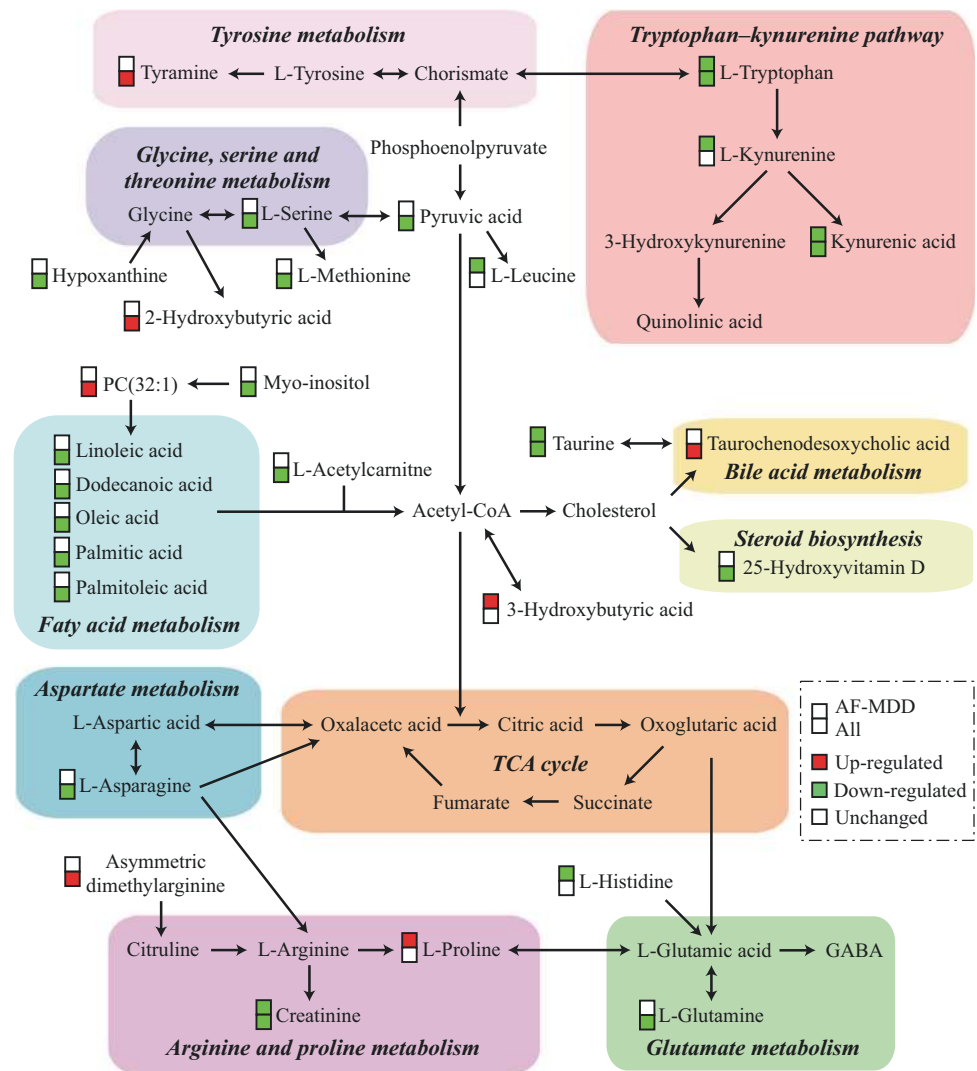 Tyrosine metabolism
Tyramine
L-Tyrosine
Chorismate
Tryptophan–kynurenine pathway
L-Tryptophan
L-Kynurenine
3-Hydroxykynurenine
Kynurenic acid
Quinolinic acid
Phosphoenolpyruvate
Glycine, serine and
threonine metabolism
Glycine
L-Serine
Pyruvic acid
Hypoxanthine
L-Methionine
L-Leucine
2-Hydroxybutyric acid
PC(32:1)
Myo-inositol
Linoleic acid
Dodecanoic acid
Oleic acid
Palmitic acid
Palmitoleic acid
Faty acid metabolism
L-Acetylcarnitne
Acetyl-CoA
Cholesterol
Taurine
Taurochenodesoxycholic acid
Bile acid metabolism
Steroid biosynthesis
25-Hydroxyvitamin D
3-Hydroxybutyric acid
Aspartate metabolism
L-Aspartic acid
L-Asparagine
Oxalacetc acid
Citric acid
Oxoglutaric acid
TCA cycle
Fumarate
Succinate
AF-MDD
All
Up-regulated
Down-regulated
Unchanged
Asymmetric
dimethylarginine
L-Histidine
Citruline
L-Arginine
L-Proline
Creatinine
Arginine and proline metabolism
L-Glutamic acid
GABA
L-Glutamine
Glutamate metabolism